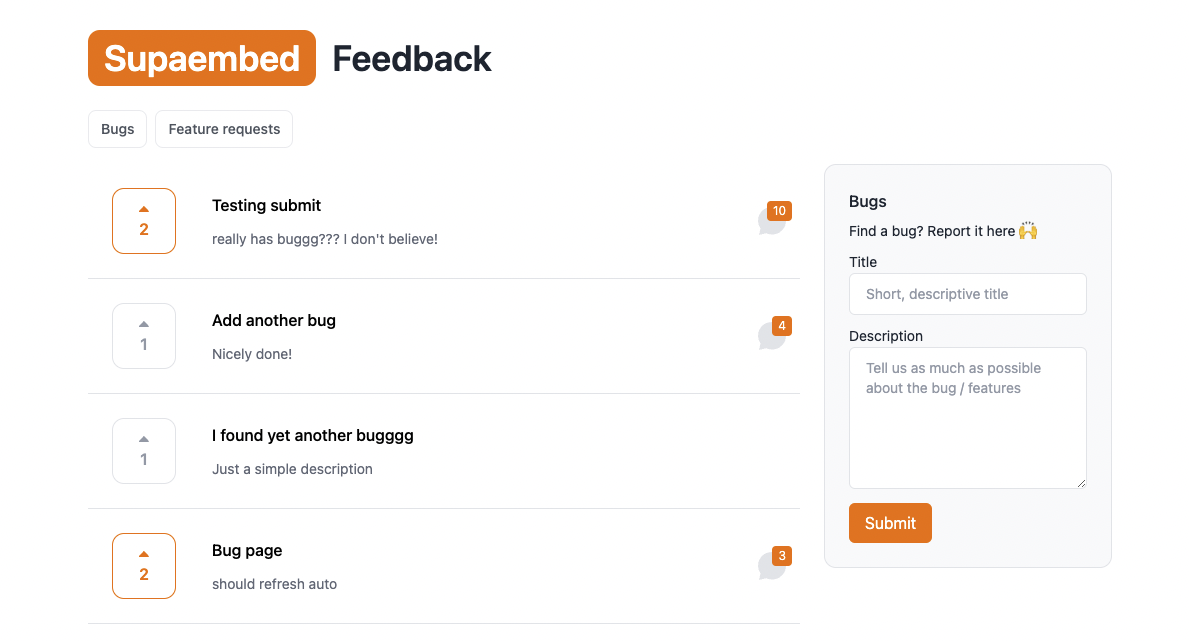 Supaembed Feedback
Bugs
Feature requests
2
Testing submit
really has buggg??? I don't believe!
10
1
Add another bug
Nicely done!
4
1
I found yet another bugggg
Just a simple description
2
Bug page
should refresh auto
3
Bugs
Find a bug? Report it here 🙌
Title
Short, descriptive title
Description
Tell us as much as possible
about the bug / features
Submit